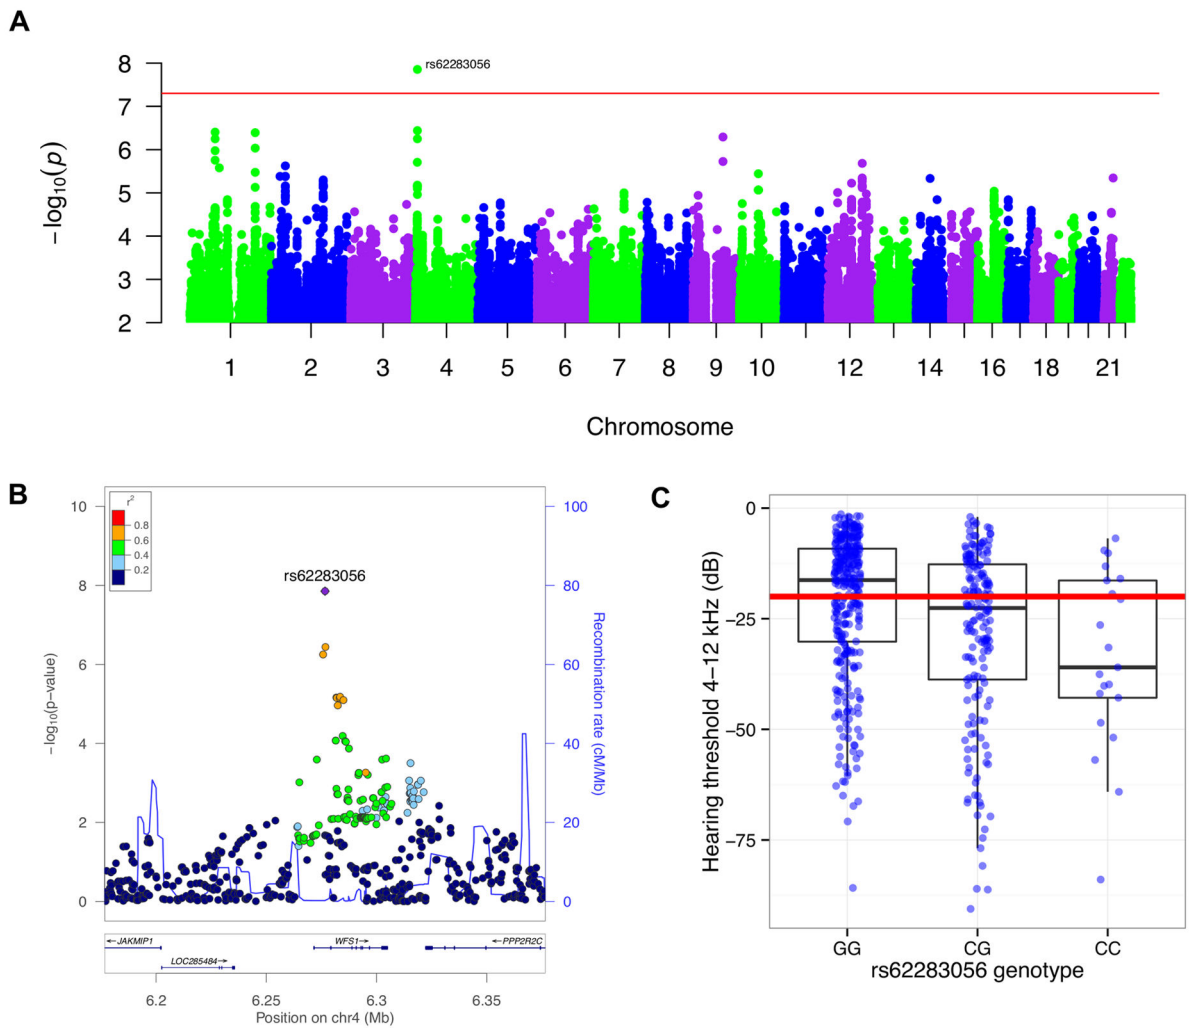 A
8
7
6
5
4
3
2
−log10(p)
rs62283056
1 2 3 4 5 6 7 8 9 10 12 14 16 18 21
Chromosome
B
10
8
6
4
2
0
−log10(p−value)
r2
0.8
0.6
0.4
0.2
rs62283056
100
80
60
40
20
0
Recombination rate (cM/Mb)
←JAKMIP1
WFS1→
←PPP2R2C
LOC285484→
6.2 6.25 6.3 6.35
Position on chr4 (Mb)
C
0
−25
−50
−75
Hearing threshold 4−12 kHz (dB)
GG CG CC
rs62283056 genotype